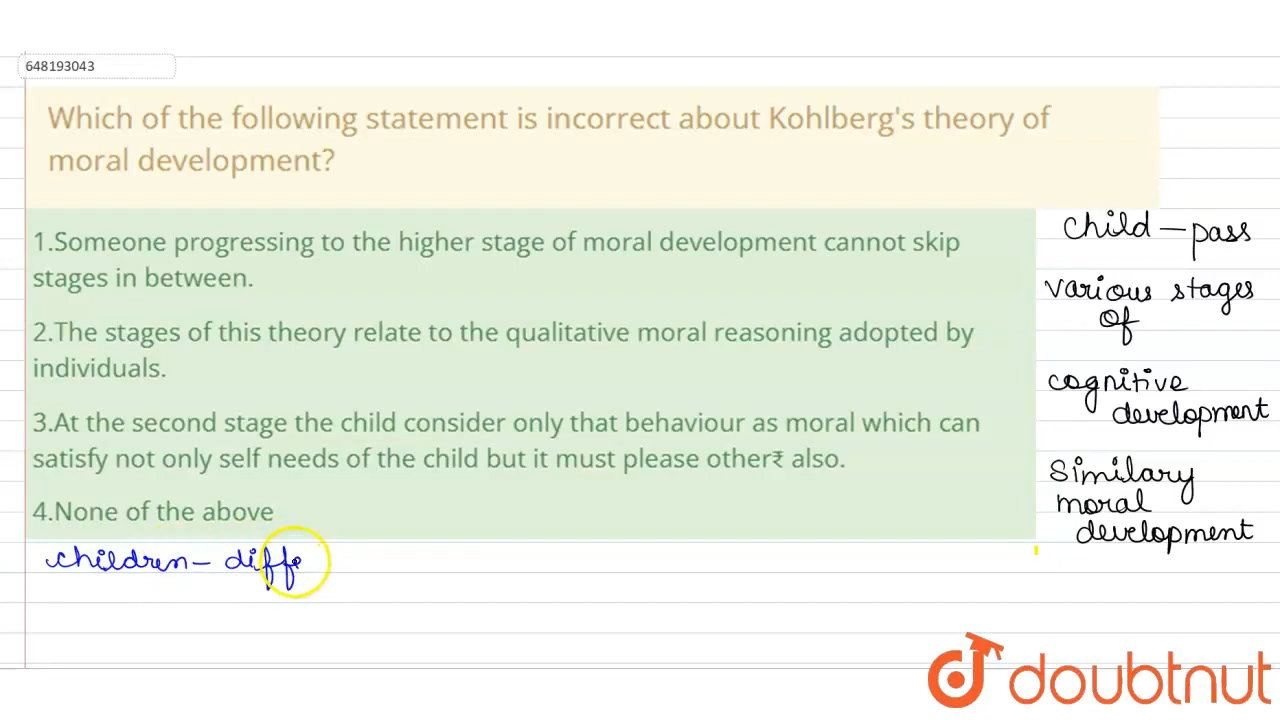 648193043
Which of the following statement is incorrect about Kohlberg's theory of
moral development?
1.Someone progressing to the higher stage of moral development cannot skip
stages in between.
2.The stages of this theory relate to the qualitative moral reasoning adopted by
individuals.
3.At the second stage the child consider only that behaviour as moral which can
satisfy not only self needs of the child but it must please other₹ also.
4.None of the above
child - pass
various stages
of
cognitive
development
Similary
moral
development
children - diffe
doubtnut